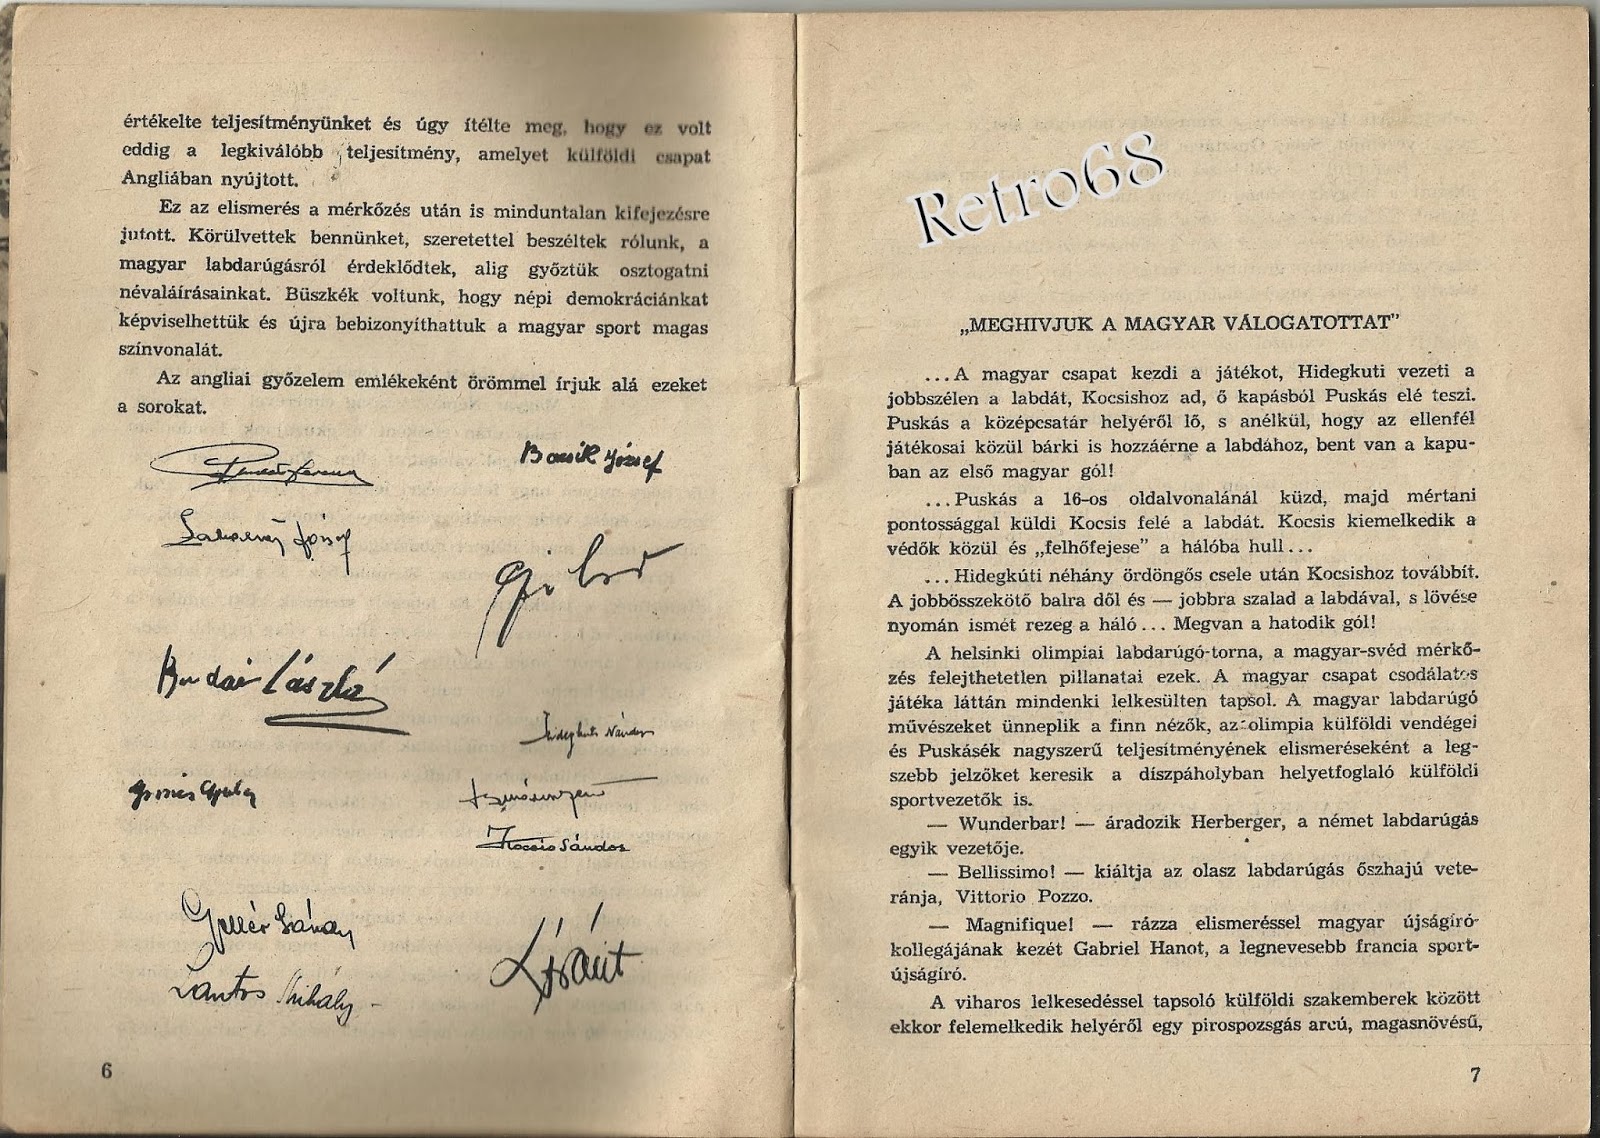 értékelte teljesítményünket és úgy ítélte meg, hogy ez volt
eddig a legkiválóbb teljesítmény, amelyet külföldi csapat
Angliában nyújtott.
Ez az elismerés a mérkőzés után is minduntalan kifejezésre
jutott. Körülvettek bennünket, szeretettel beszéltek rólunk, a
magyar labdarúgásról érdeklődtek, alig győztük osztogatni
névaláírásainkat. Büszkék voltunk, hogy népi demokráciánkat
képviselhettük és újra bebizonyíthattuk a magyar sport magas
színvonalát.
Az angliai győzelem emlékeként örömmel írjuk alá ezeket
a sorokat.
Bozsik József
Zakariás József
Budai László
Hidegkuti Nándor
Grosics Gyula
Kocsis Sándor
Gellér Sándor
Lóránt
Lantos Mihály
6
Retro68
„MEGHIVJUK A MAGYAR VÁLOGATOTTAT"
...A magyar csapat kezdi a játékot, Hidegkuti vezeti a
jobbszélen a labdát, Kocsishoz ad, ő kapásból Puskás elé teszi.
Puskás a középcsatár helyéről lő, s anélkül, hogy az ellenfél
játékosai közül bárki is hozzáérne a labdához, bent van a kapu-
ban az első magyar gól!
...Puskás a 16-os oldalvonalánál küzd, majd mértani
pontossággal küldi Kocsis felé a labdát. Kocsis kiemelkedik a
védők közül és „felhőfejese" a hálóba hull...
...Hidegkúti néhány ördöngős csele után Kocsishoz továbbít.
A jobbösszekötő balra dől és — jobbra szalad a labdával, s lövése
nyomán ismét rezeg a háló... Megvan a hatodik gól!
A helsinki olimpiai labdarúgó-torna, a magyar-svéd mérkő-
zés felejthetetlen pillanatai ezek. A magyar csapat csodálatos
játéka láttán mindenki lelkesülten tapsol. A magyar labdarúgó
művészeket ünneplik a finn nézők, az olimpia külföldi vendégei
és Puskásék nagyszerű teljesítményének elismeréseként a leg-
szebb jelzőket keresik a díszpáholyban helyetfoglaló külföldi
sportvezetők is.
— Wunderbar! — áradozik Herberger, a német labdarúgás
egyik vezetője.
— Bellissimo! — kiáltja az olasz labdarúgás őszhajú vete-
ránja, Vittorio Pozzo.
— Magnifique! — rázza elismeréssel magyar újságíró-
kollegájának kezét Gabriel Hanot, a legnevesebb francia sport-
újságíró.
A viharos lelkesedéssel tapsoló külföldi szakemberek között
ekkor felemelkedik helyéről egy pirospozsgás arcú, magasnövésű,
7